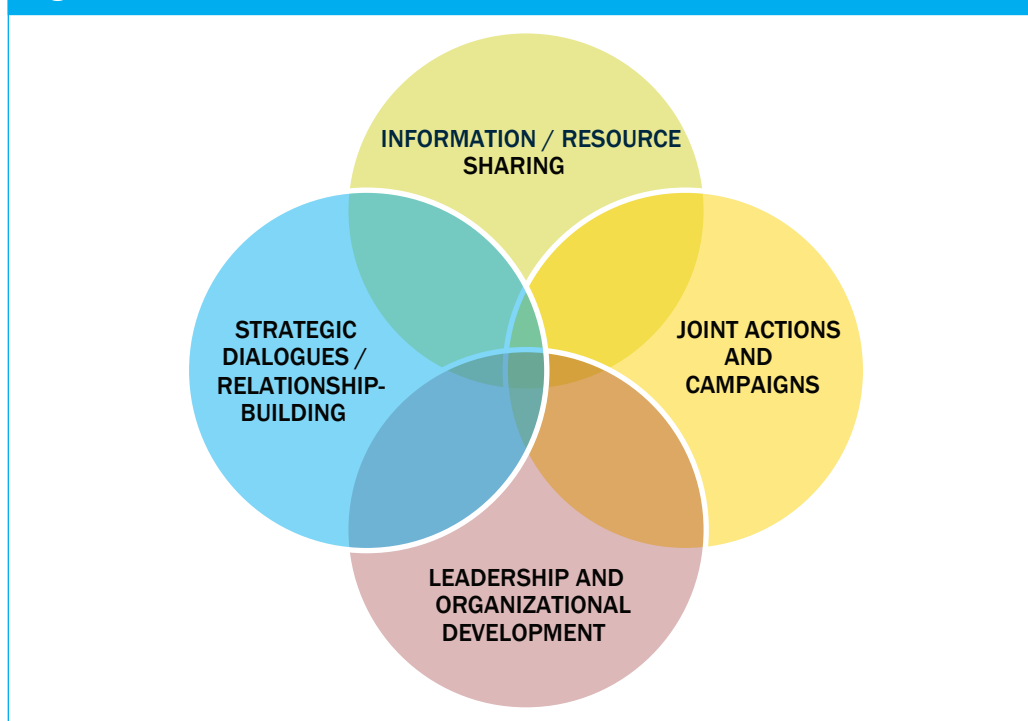 INFORMATION / RESOURCE
SHARING
STRATEGIC
DIALOGUES /
RELATIONSHIP-
BUILDING
JOINT ACTIONS
AND
CAMPAIGNS
LEADERSHIP AND
ORGANIZATIONAL
DEVELOPMENT